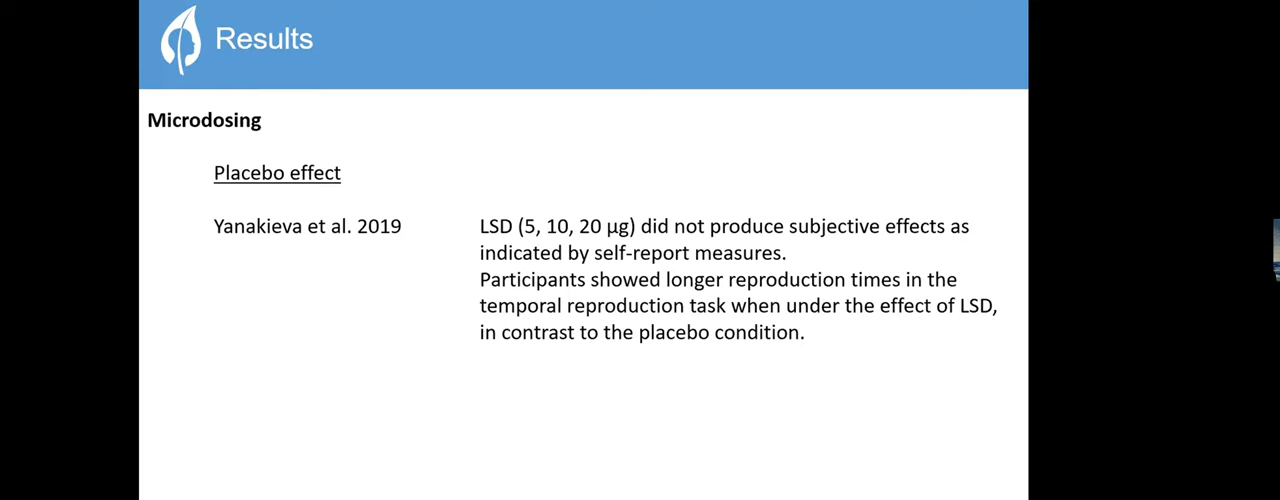 Results
Microdosing
Placebo effect
Yanakieva et al. 2019
LSD (5, 10, 20 µg) did not produce subjective effects as
indicated by self-report measures.
Participants showed longer reproduction times in the
temporal reproduction task when under the effect of LSD,
in contrast to the placebo condition.